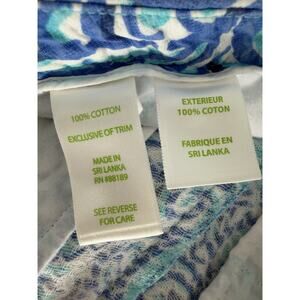 100% COTTON
EXCLUSIVE OF TRIM
MADE IN
SRI LANKA
RN #88189
SEE REVERSE
FOR CARE
EXTERIEUR
100% COTON
FABRIQUE EN
SRI LANKA